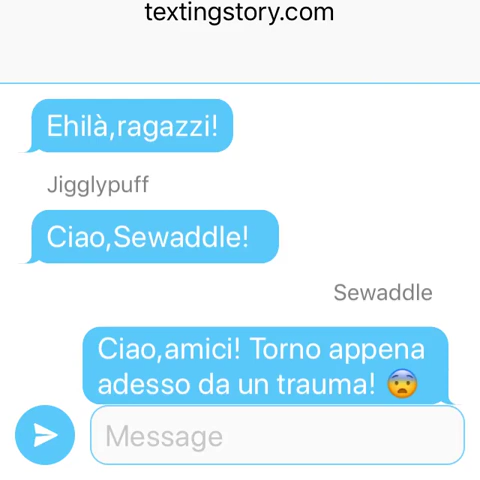 textingstory.com
Ehilà,ragazzi!
Jigglypuff
Ciao,Sewaddle!
Sewaddle
Ciao,amici! Torno appena
adesso da un trauma! 😨
Message